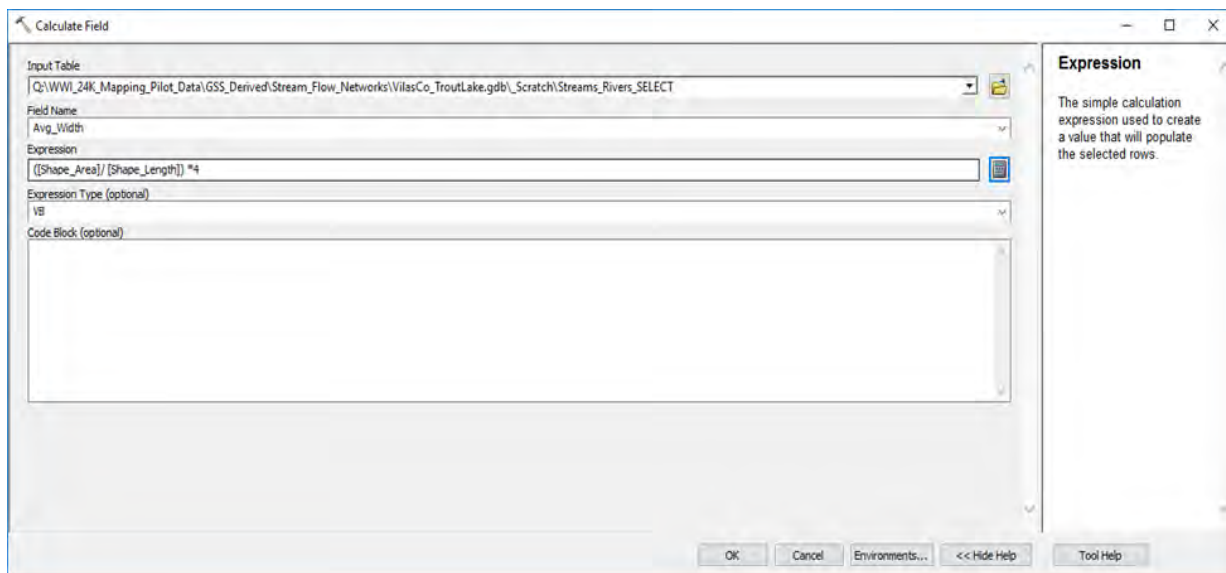 Calculate Field
Input Table
Q:\WWI_24K_Mapping_Pilot_Data\GSS_Derived\Stream_Flow_Networks\VilasCo_TroutLake.gdb\_Scratch\Streams_Rivers_SELECT
Field Name
Avg_Width
Expression
([Shape_Area]/ [Shape_Length]) *4
Expression Type (optional)
VB
Code Block (optional)
OK
Cancel
Environments...
<< Hide Help
Tool Help
Expression
The simple calculation
expression used to create
a value that will populate
the selected rows.